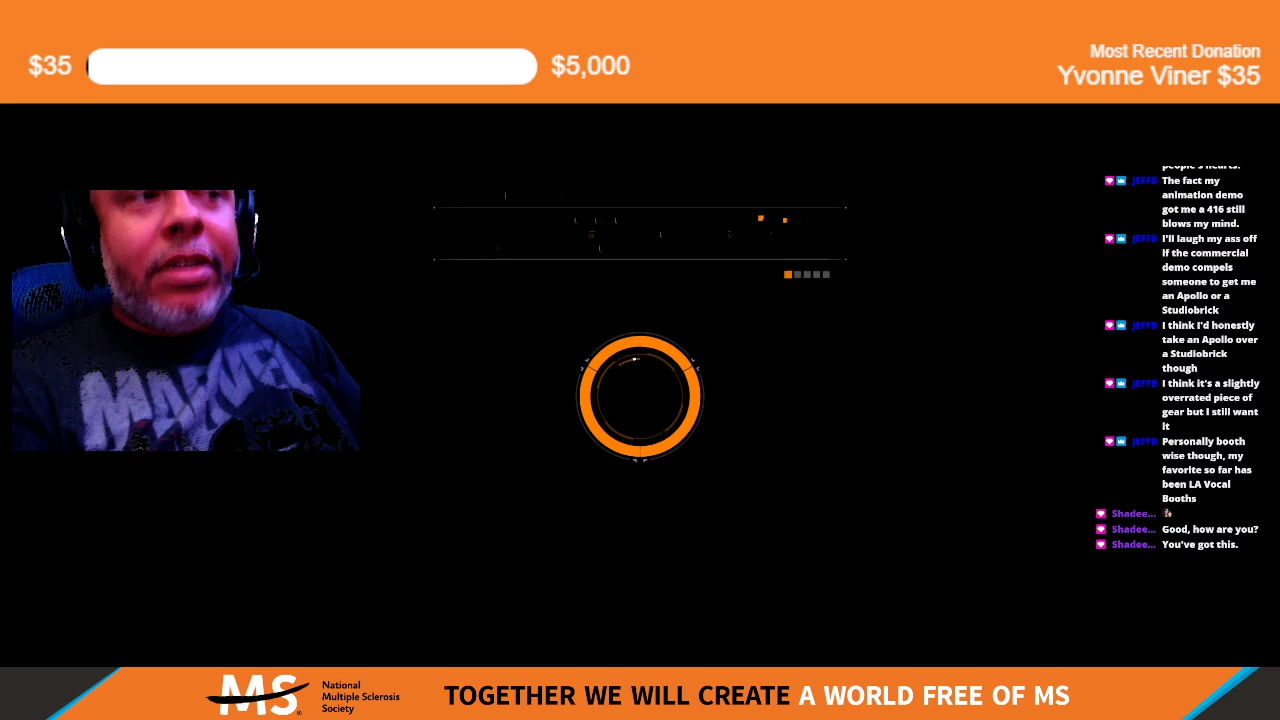 $35
$5,000
Most Recent Donation
Yvonne Viner $35
people's hearts.
JEFFB The fact my
animation demo
got me a 416 still
blows my mind.
JEFFB I'll laugh my ass off
if the commercial
demo compels
someone to get me
an Apollo or a
Studiobrick
JEFFB I think I'd honestly
take an Apollo over
a Studiobrick
though
JEFFB I think it's a slightly
overrated piece of
gear but I still want
it
JEFFB Personally booth
wise though, my
favorite so far has
been LA Vocal
Booths
Shadee...
Shadee... Good, how are you?
Shadee... You've got this.
MARVEL
MS
National
Multiple Sclerosis
Society
TOGETHER WE WILL CREATE A WORLD FREE OF MS